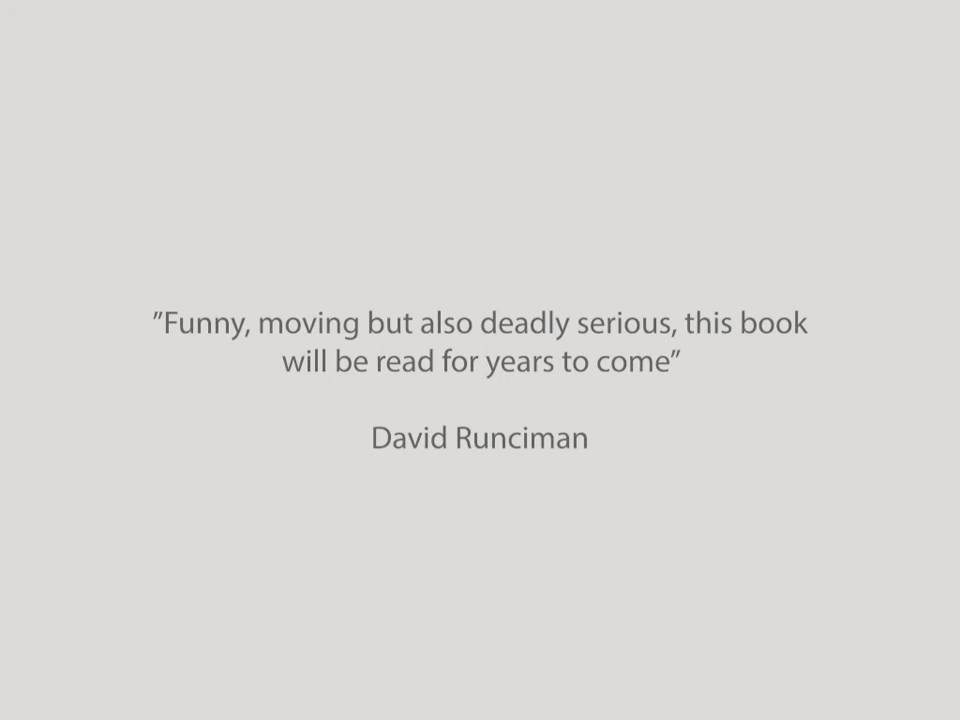 ”Funny, moving but also deadly serious, this book
will be read for years to come”
David Runciman